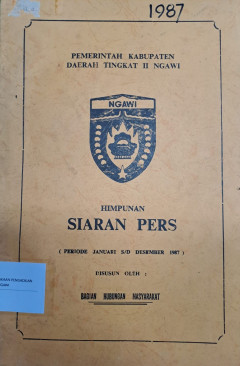 1987
PEMERINTAH KABUPATEN
DAERAH TINGKAT II NGAWI
NGAWI
HIMPUNAN
SIARAN PERS
( PERIODE JANUARI S/D DESEMBER 1987 )
DISUSUN OLEH :
BAGIAN HUBUNGAN MASYARAKAT